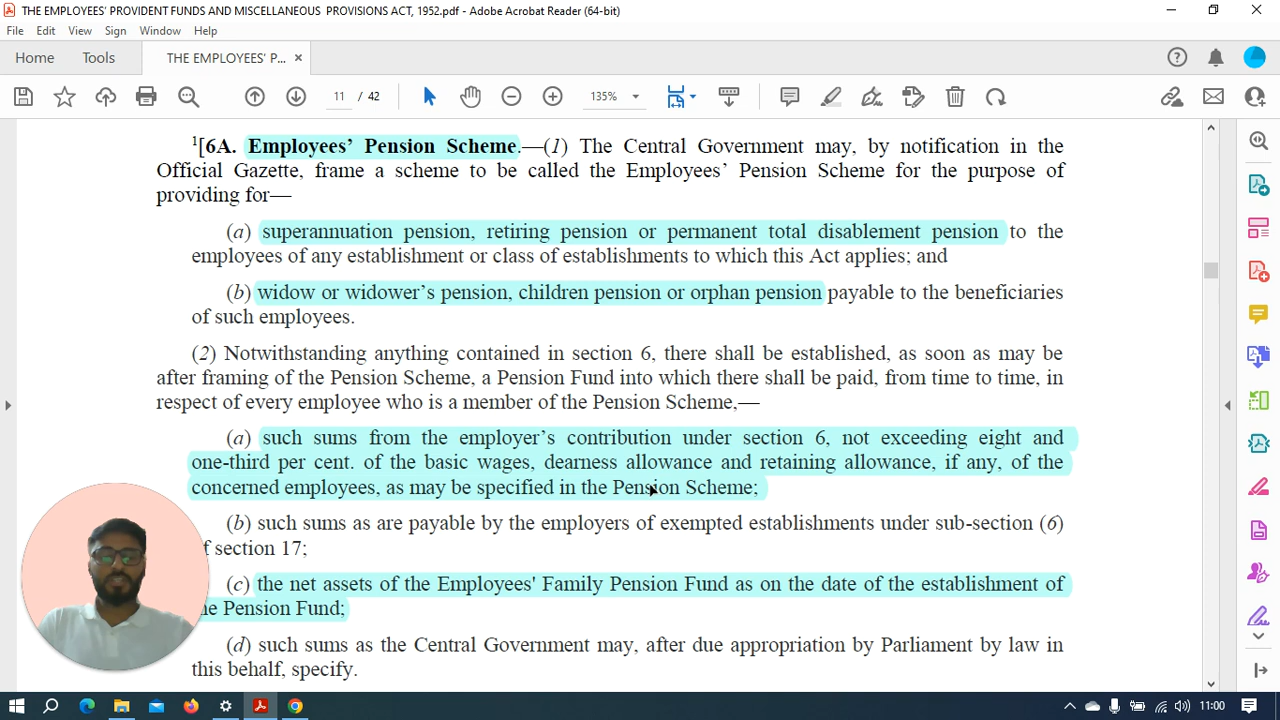 THE EMPLOYEES' PROVIDENT FUNDS AND MISCELLANEOUS PROVISIONS ACT, 1952.pdf - Adobe Acrobat Reader (64-bit)
File Edit View Sign Window Help
Home Tools THE EMPLOYEES' P... ×
11 / 42 135%
1[6A. Employees’ Pension Scheme.—(1) The Central Government may, by notification in the
Official Gazette, frame a scheme to be called the Employees’ Pension Scheme for the purpose of
providing for—
(a) superannuation pension, retiring pension or permanent total disablement pension to the
employees of any establishment or class of establishments to which this Act applies; and
(b) widow or widower’s pension, children pension or orphan pension payable to the beneficiaries
of such employees.
(2) Notwithstanding anything contained in section 6, there shall be established, as soon as may be
after framing of the Pension Scheme, a Pension Fund into which there shall be paid, from time to time, in
respect of every employee who is a member of the Pension Scheme,—
(a) such sums from the employer’s contribution under section 6, not exceeding eight and
one-third per cent. of the basic wages, dearness allowance and retaining allowance, if any, of the
concerned employees, as may be specified in the Pension Scheme;
(b) such sums as are payable by the employers of exempted establishments under sub-section (6)
f section 17;
(c) the net assets of the Employees' Family Pension Fund as on the date of the establishment of
he Pension Fund;
(d) such sums as the Central Government may, after due appropriation by Parliament by law in
this behalf, specify.
11:00